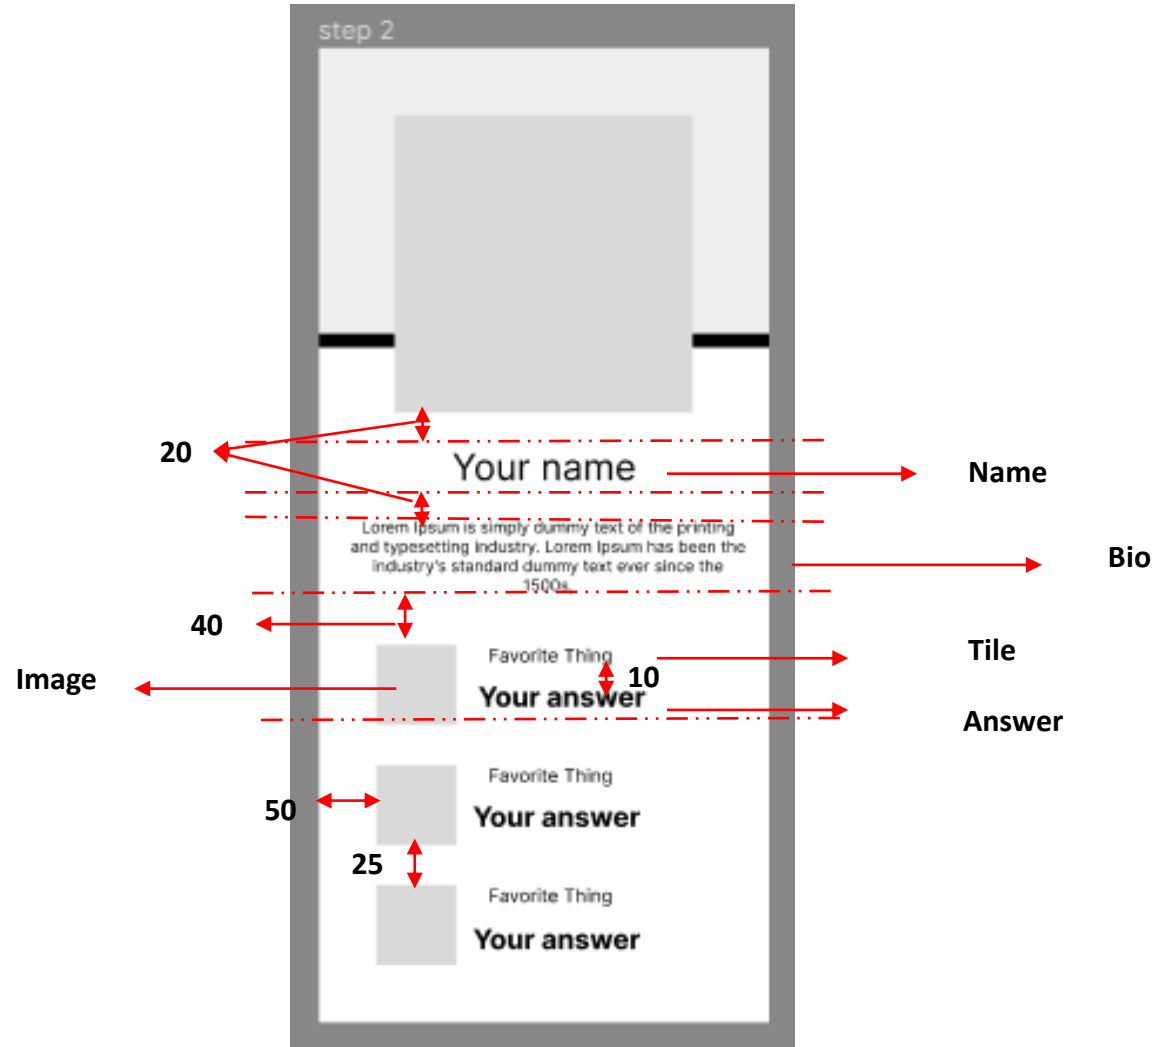 step 2
20
Your name
Name
Lorem Ipsum is simply dummy text of the printing
and typesetting industry. Lorem Ipsum has been the
industry's standard dummy text ever since the
1500s,
Bio
40
Favorite Thing
Tile
Image
10
Your answer
Answer
Favorite Thing
50
Your answer
25
Favorite Thing
Your answer